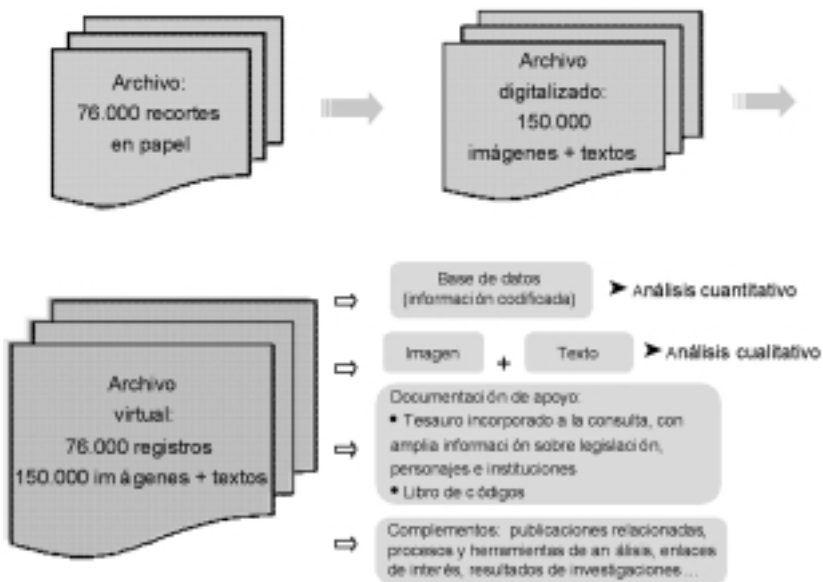 Archivo:
76.000 recortes
en papel
Archivo
digitalizado:
150.000
imágenes + textos
Archivo
virtual:
76.000 registros
150.000 imágenes + textos
Base de datos
(información codificada)
➤ Análisis cuantitativo
Imagen + Texto ➤ Análisis cualitativo
Documentación de apoyo:
• Tesauro incorporado a la consulta, con
amplia información sobre legislación,
personajes e instituciones
• Libro de códigos
Complementos: publicaciones relacionadas,
procesos y herramientas de análisis, enlaces
de interés, resultados de investigaciones...